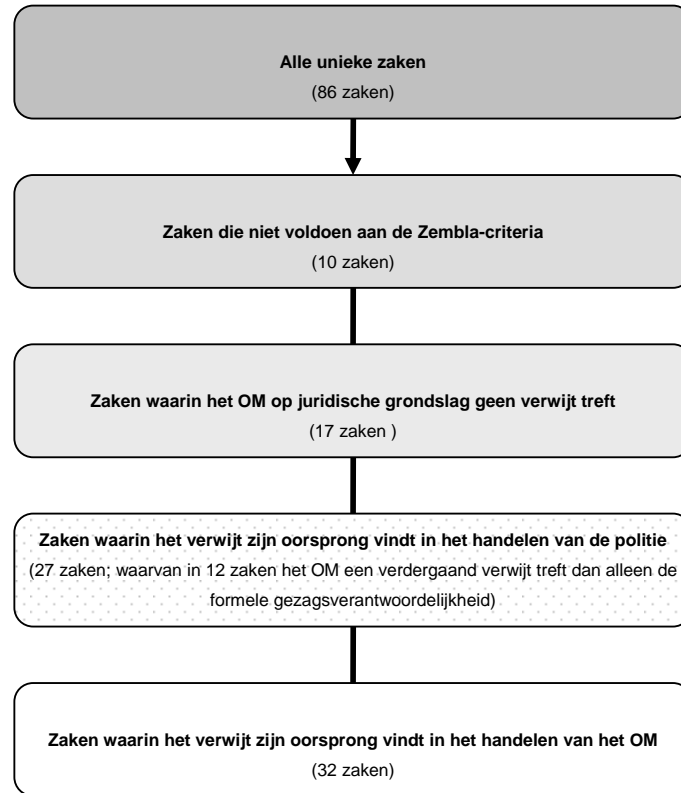 Alle unieke zaken
(86 zaken)
Zaken die niet voldoen aan de Zembla-criteria
(10 zaken)
Zaken waarin het OM op juridische grondslag geen verwijt treft
(17 zaken )
Zaken waarin het verwijt zijn oorsprong vindt in het handelen van de politie
(27 zaken; waarvan in 12 zaken het OM een verdergaand verwijt treft dan alleen de
formele gezagsverantwoordelijkheid)
Zaken waarin het verwijt zijn oorsprong vindt in het handelen van het OM
(32 zaken)